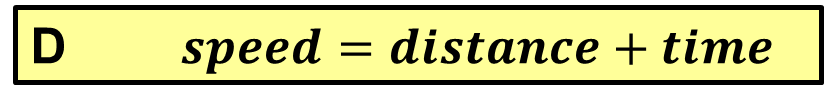 D speed = distance + time